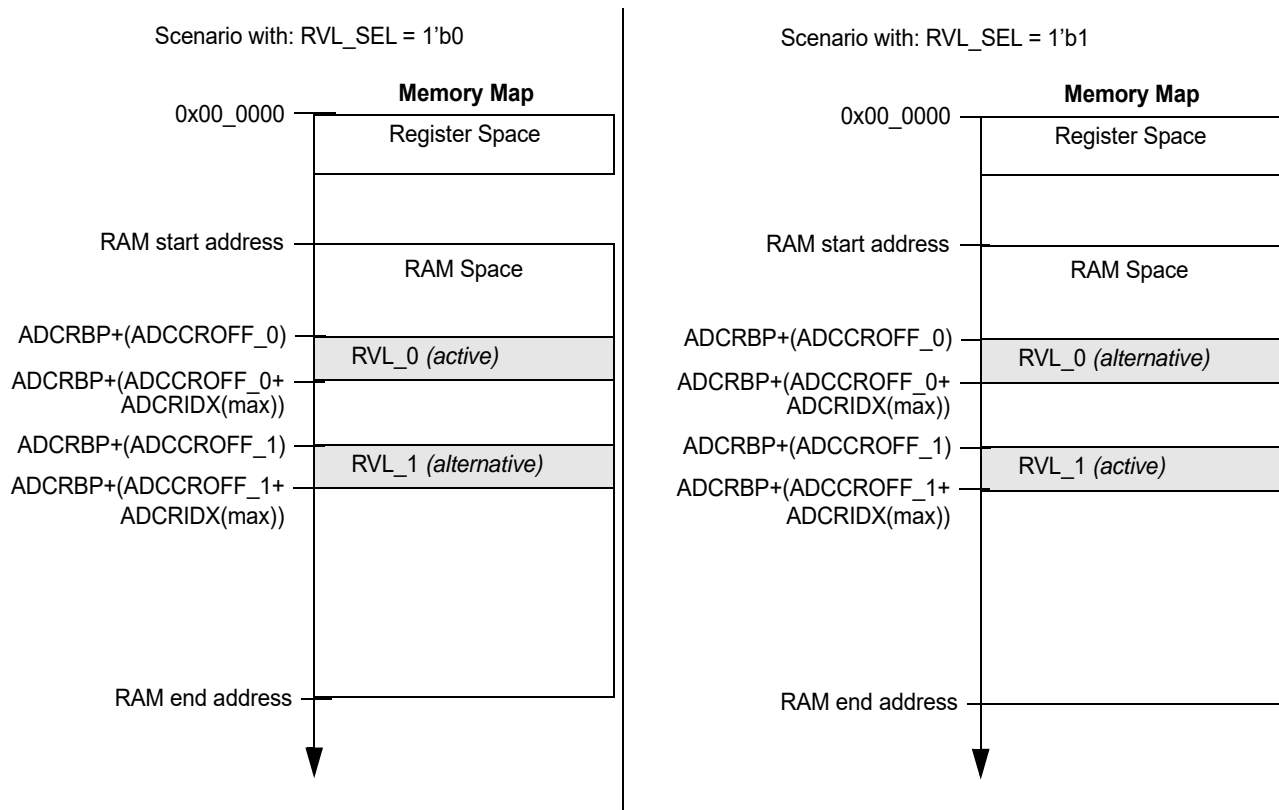 Scenario with: RVL_SEL = 1'b0
Memory Map
0x00_0000
Register Space
RAM start address
RAM Space
ADCRBP+(ADCCROFF_0)
RVL_0 (active)
ADCRBP+(ADCCROFF_0+
ADCRIDX(max))
ADCRBP+(ADCCROFF_1)
RVL_1 (alternative)
ADCRBP+(ADCCROFF_1+
ADCRIDX(max))
RAM end address
Scenario with: RVL_SEL = 1'b1
Memory Map
0x00_0000
Register Space
RAM start address
RAM Space
ADCRBP+(ADCCROFF_0)
RVL_0 (alternative)
ADCRBP+(ADCCROFF_0+
ADCRIDX(max))
ADCRBP+(ADCCROFF_1)
RVL_1 (active)
ADCRBP+(ADCCROFF_1+
ADCRIDX(max))
RAM end address